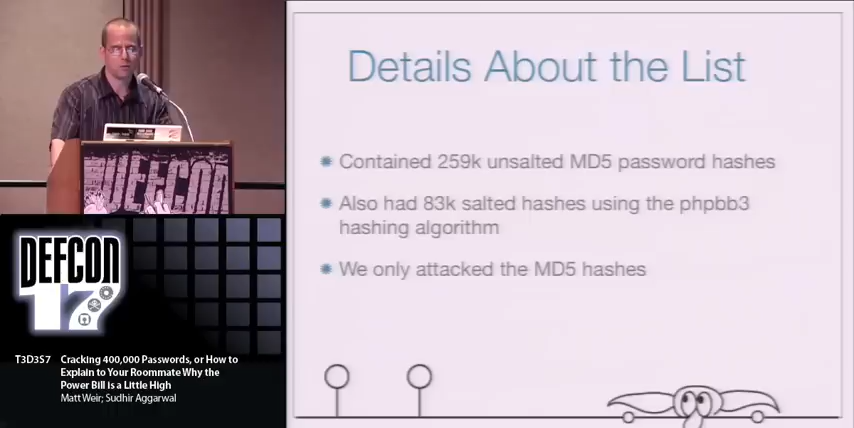 Details About the List
Contained 259k unsalted MD5 password hashes
Also had 83k salted hashes using the phpbb3
hashing algorithm
We only attacked the MD5 hashes
DEFCON
DEFCON
17
T3D3S7 Cracking 400,000 Passwords, or How to
Explain to Your Roommate Why the
Power Bill is a Little High
Matt Weir; Sudhir Aggarwal